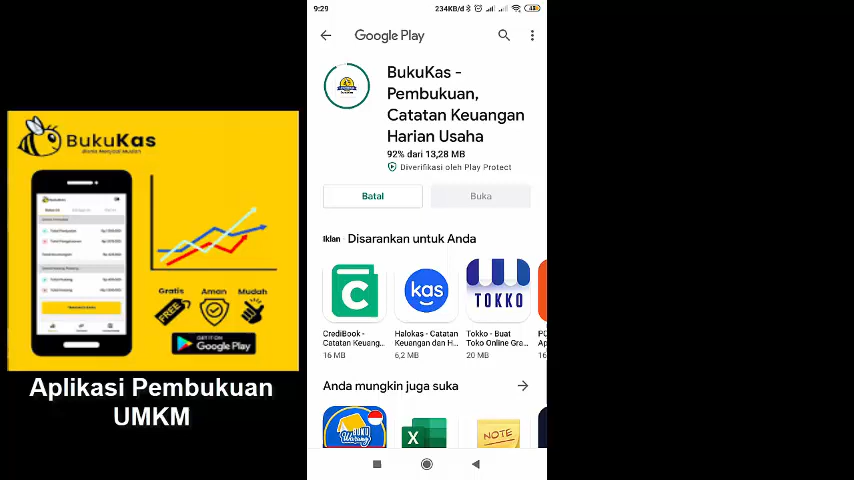 BukuKas
Gratis
Aman
Mudah
FREE
GET IT ON
Google Play
Aplikasi Pembukuan
UMKM
9:29
234KB/d
Google Play
BukuKas -
Pembukuan,
Catatan Keuangan
Harian Usaha
92% dari 13,28 MB
Diverifikasi oleh Play Protect
Batal
Buka
Iklan · Disarankan untuk Anda
kas
TOKKO
CrediBook -
Catatan Keuang...
16 MB
Halokas - Catatan
Keuangan dan H...
6,2 MB
Tokko - Buat
Toko Online Gra...
20 MB
Anda mungkin juga suka
BUKU
Warung
X
NOTE